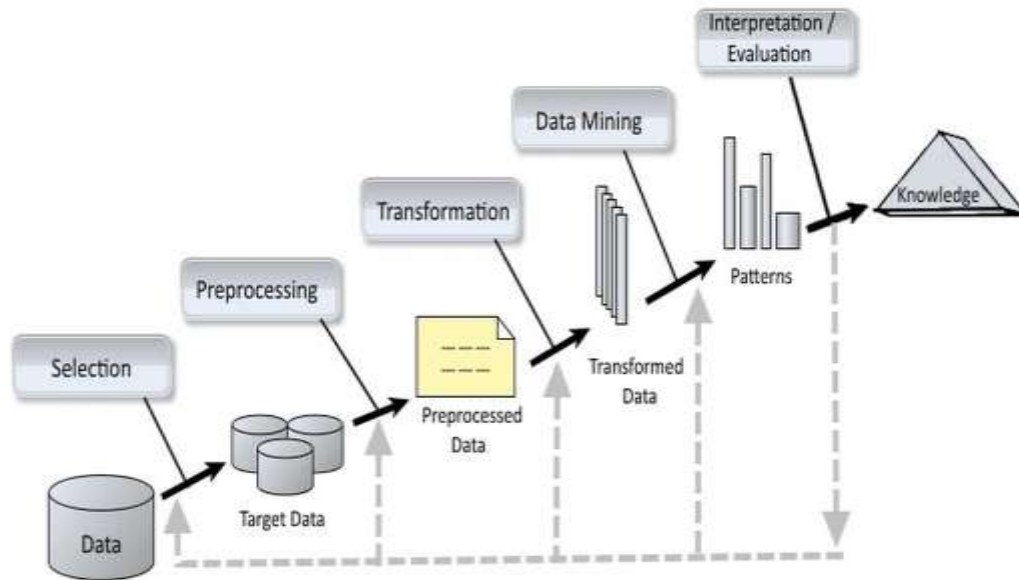 Interpretation /
Evaluation
Data Mining
Transformation
Preprocessing
Selection
Knowledge
Patterns
Transformed
Data
Preprocessed
Data
Target Data
Data